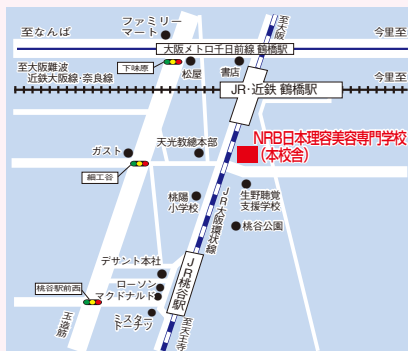 ファミリー
マート
至大阪
至なんば
今里至
大阪メトロ千日前線 鶴橋駅
下味原
松屋
書店
至大阪難波
近鉄大阪線・奈良線
JR・近鉄 鶴橋駅
今里至
NRB日本理容美容専門学校
(本校舎)
天光教総本部
ガスト
細工谷
桃陽
小学校
生野聴覚
支援学校
JR大阪環状線
桃谷公園
デサント本社
JR桃谷駅
ローソン
桃谷駅前西
マクドナルド
ミスター
ドーナツ
玉造筋
至天王寺